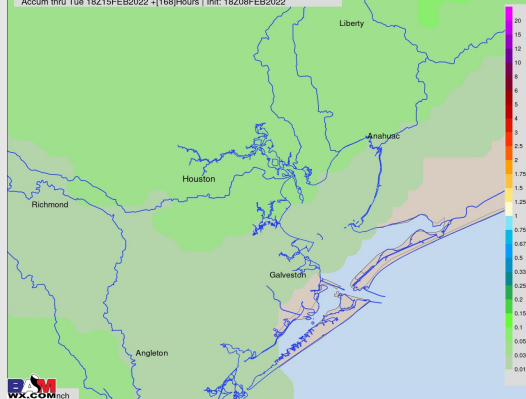 Accum thru Tue 18Z15FEB2022 +[168]Hours | Init: 18Z08FEB2022
Liberty
Anahuac
Houston
Richmond
Galveston
Angleton
BAM
WX.COM
nch
20
15
12
10
8
6
5
4
3
2.5
2
1.75
1.5
1.25
1
0.75
0.67
0.5
0.33
0.25
0.2
0.15
0.1
0.05
0.03
0.01